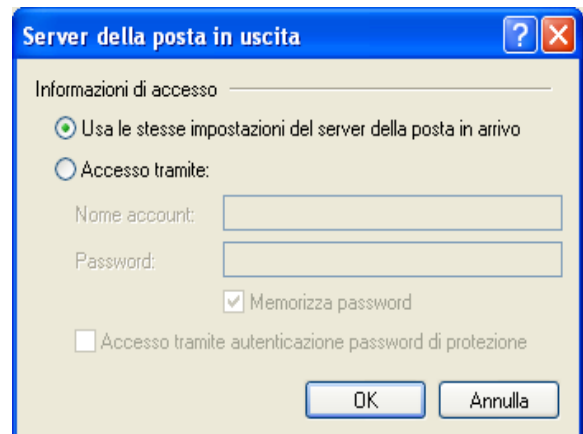 Server della posta in uscita
Informazioni di accesso
Usa le stesse impostazioni del server della posta in arrivo
Accesso tramite:
Nome account:
Password:
Memorizza password
Accesso tramite autenticazione password di protezione
OK Annulla